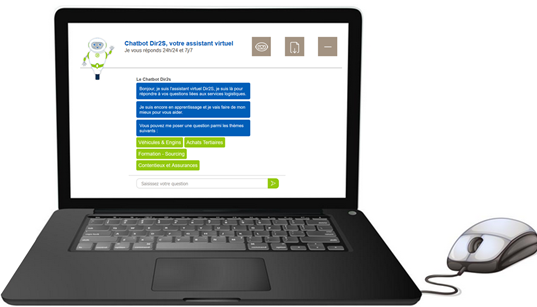 Chatbot Dir2S, votre assistant virtuel
Je vous réponds 24h/24 et 7j/7
Le Chatbot Dir2s
Bonjour, je suis l'assistant virtuel Dir2S, je suis là pour
répondre à vos questions liées aux services logistiques.
Je suis encore en apprentissage et je vais faire de mon
mieux pour vous aider.
Vous pouvez me poser une question parmi les thèmes
suivants :
Véhicules & Engins Achats Tertiaires
Formation - Sourcing
Contentieux et Assurances
Saisissez votre question